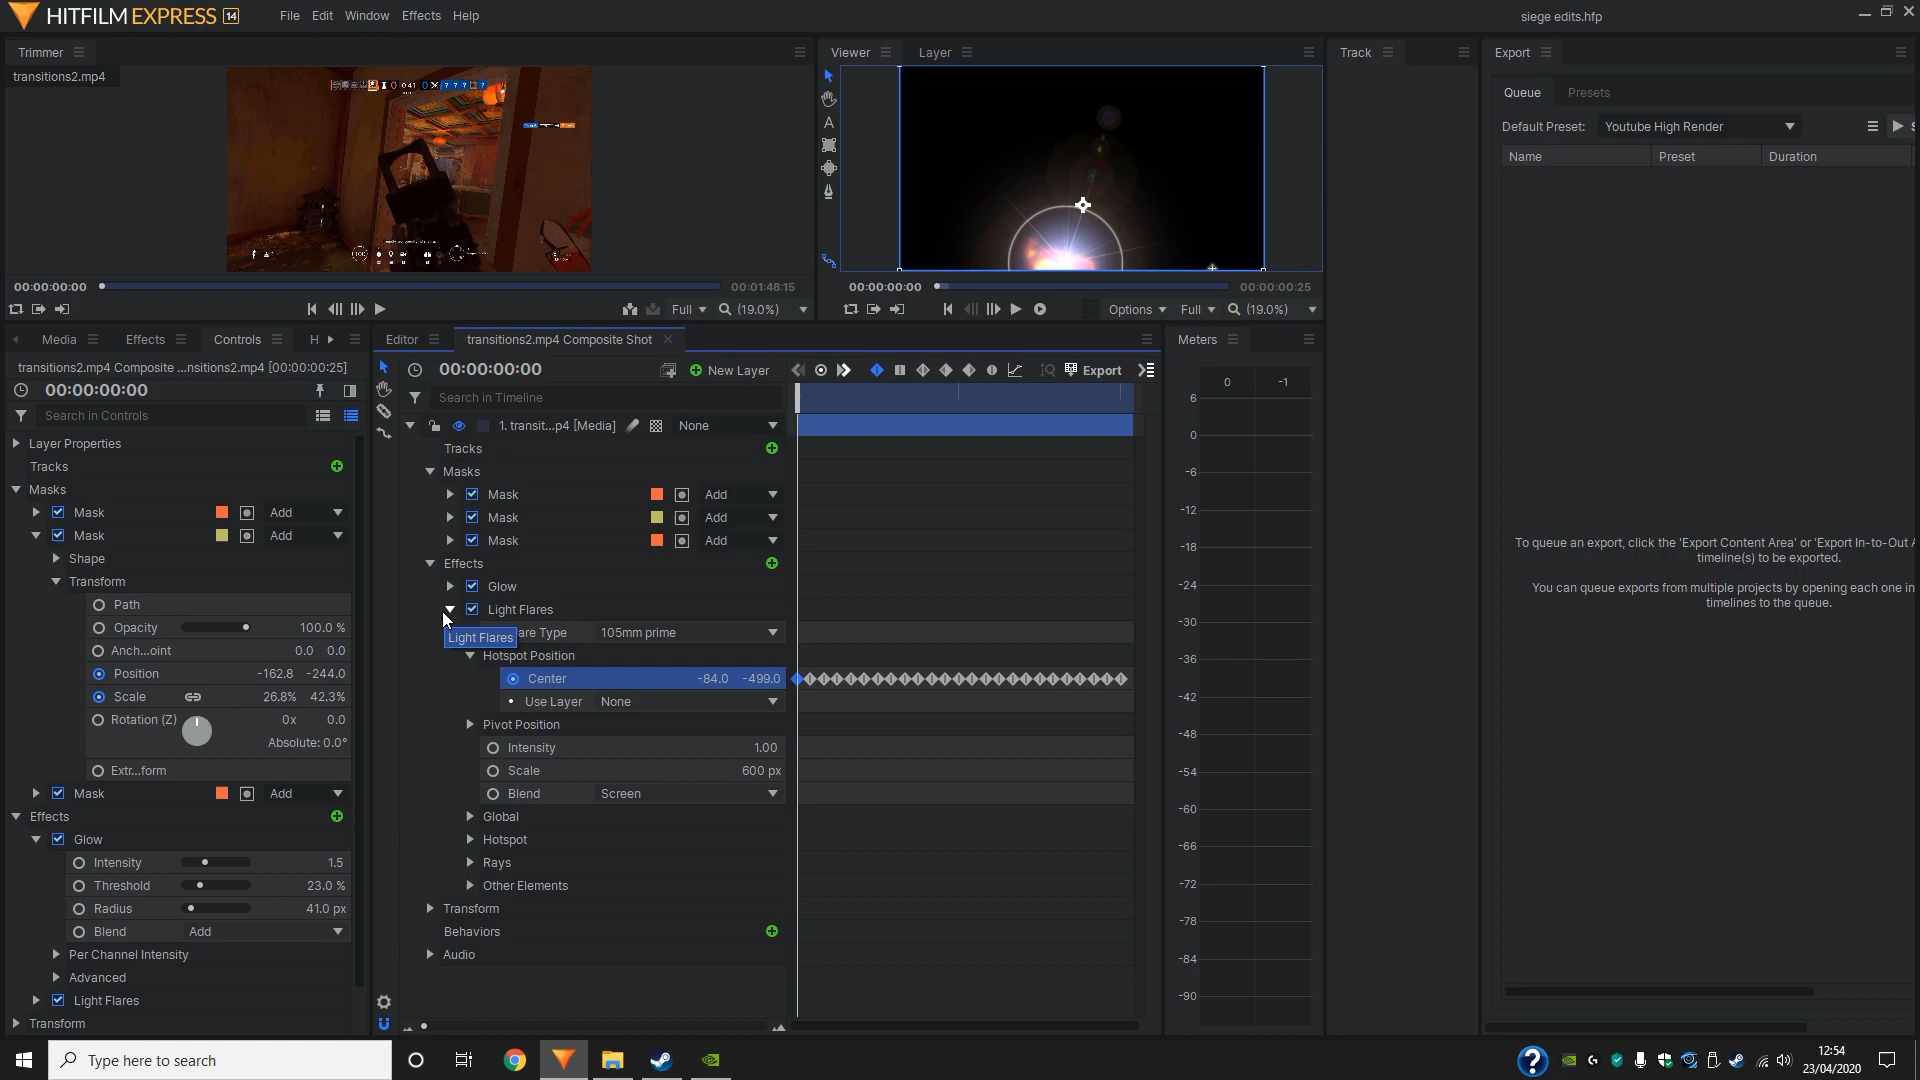 HITFILM EXPRESS 14
File Edit Window Effects Help
siege edits.hfp
Trimmer
transitions2.mp4
00:00:00:00
00:01:48:15
Full
(19.0%)
Viewer
Layer
00:00:00:00
00:00:00:25
Options
Full
(19.0%)
Track
Export
Queue
Presets
Default Preset: Youtube High Render
Name Preset Duration
To queue an export, click the 'Export Content Area' or 'Export In-to-Out A
timeline(s) to be exported.
You can queue exports from multiple projects by opening each one in
timelines to the queue.
Media Effects Controls H
transitions2.mp4 Composite ...nsitions2.mp4 [00:00:00:25]
00:00:00:00
Search in Controls
Layer Properties
Tracks
Masks
Mask Add
Mask Add
Shape
Transform
Path
Opacity 100.0 %
Anch...oint 0.0 0.0
Position -162.8 -244.0
Scale 26.8% 42.3%
Rotation (Z) 0x 0.0
Absolute: 0.0°
Extr...form
Mask Add
Effects
Glow
Intensity 1.5
Threshold 23.0 %
Radius 41.0 px
Blend Add
Per Channel Intensity
Advanced
Light Flares
Transform
Editor
transitions2.mp4 Composite Shot
00:00:00:00
New Layer
Export
Search in Timeline
1. transit...p4 [Media] None
Tracks
Masks
Mask Add
Mask Add
Mask Add
Effects
Glow
Light Flares
Light Flares
are Type 105mm prime
Hotspot Position
Center -84.0 -499.0
Use Layer None
Pivot Position
Intensity 1.00
Scale 600 px
Blend Screen
Global
Hotspot
Rays
Other Elements
Transform
Behaviors
Audio
Meters
0 -1
6
0
-6
-12
-18
-24
-30
-36
-42
-48
-54
-60
-66
-72
-78
-84
-90
Type here to search
12:54
23/04/2020